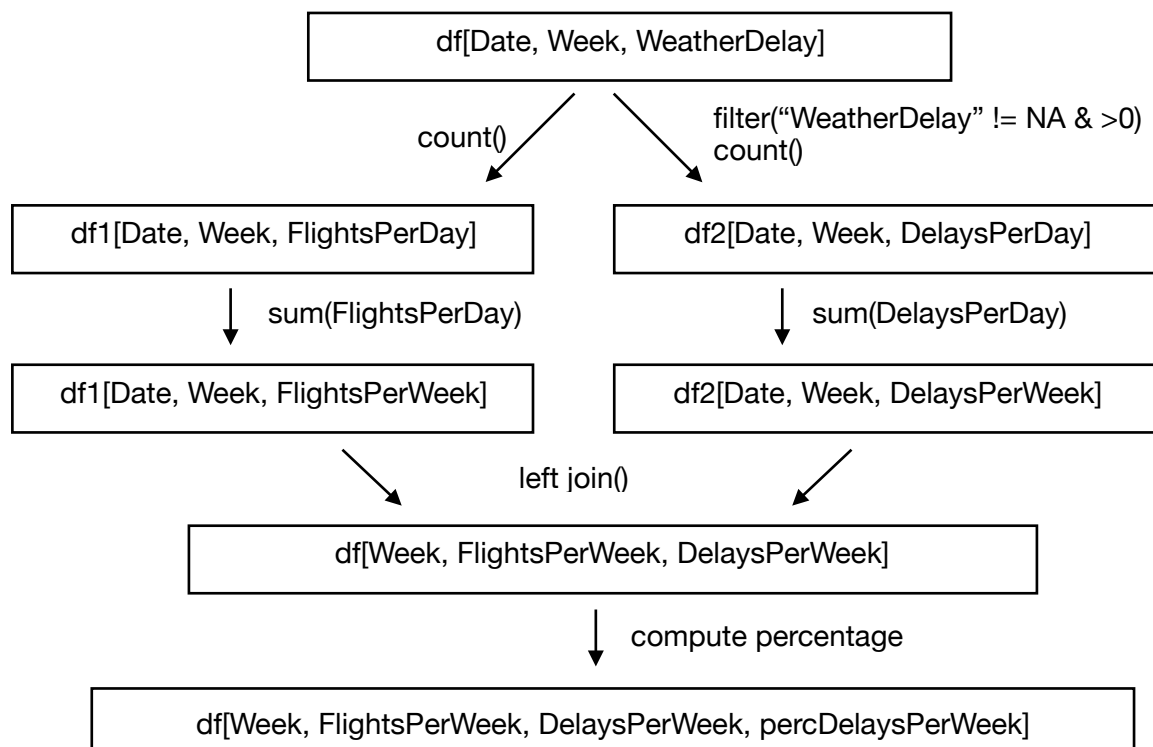 df[Date, Week, WeatherDelay]
count()
filter(“WeatherDelay” != NA & >0)
count()
df1[Date, Week, FlightsPerDay]
df2[Date, Week, DelaysPerDay]
sum(FlightsPerDay)
sum(DelaysPerDay)
df1[Date, Week, FlightsPerWeek]
df2[Date, Week, DelaysPerWeek]
left join()
df[Week, FlightsPerWeek, DelaysPerWeek]
compute percentage
df[Week, FlightsPerWeek, DelaysPerWeek, percDelaysPerWeek]